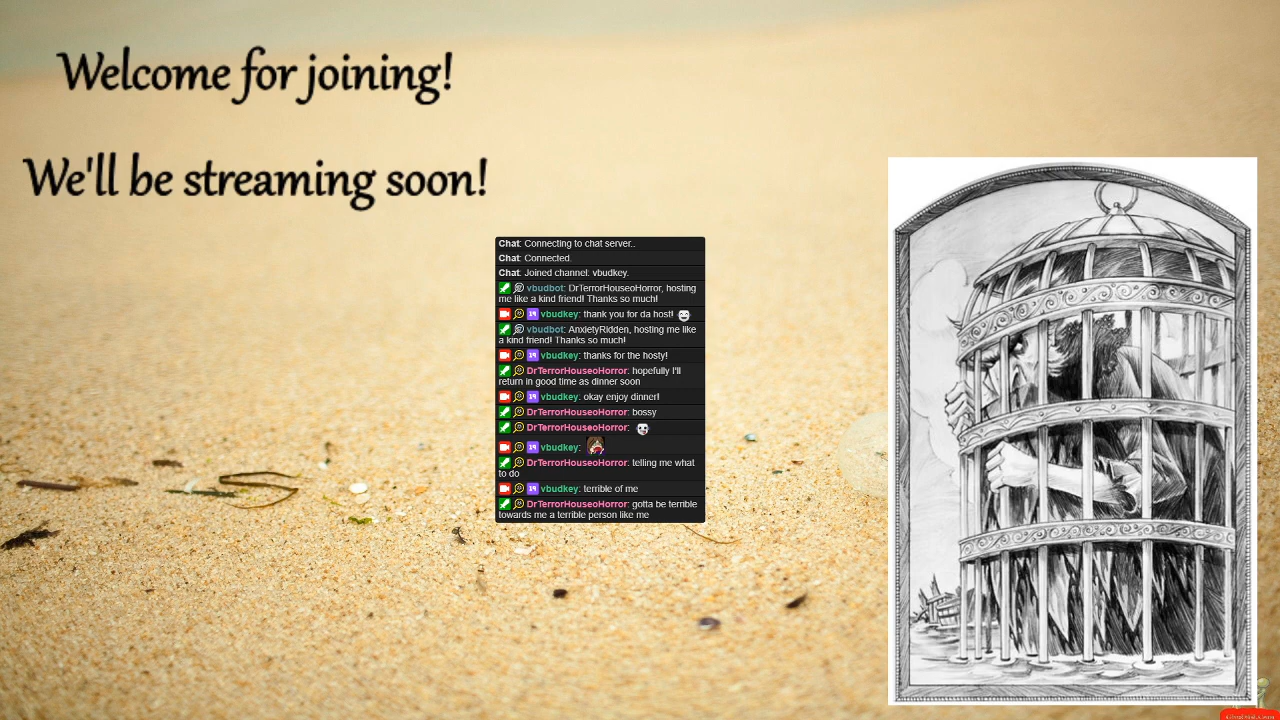 Welcome for joining!
We'll be streaming soon!
Chat: Connecting to chat server..
Chat: Connected.
Chat: Joined channel: vbudkey.
vbudbot: DrTerrorHouseoHorror, hosting
me like a kind friend! Thanks so much!
vbudkey: thank you for da host!
vbudbot: AnxietyRidden, hosting me like
a kind friend! Thanks so much!
vbudkey: thanks for the hosty!
DrTerrorHouseoHorror: hopefully I'll
return in good time as dinner soon
vbudkey: okay enjoy dinner!
DrTerrorHouseoHorror: bossy
DrTerrorHouseoHorror:
vbudkey:
DrTerrorHouseoHorror: telling me what
to do
vbudkey: terrible of me
DrTerrorHouseoHorror: gotta be terrible
towards me a terrible person like me